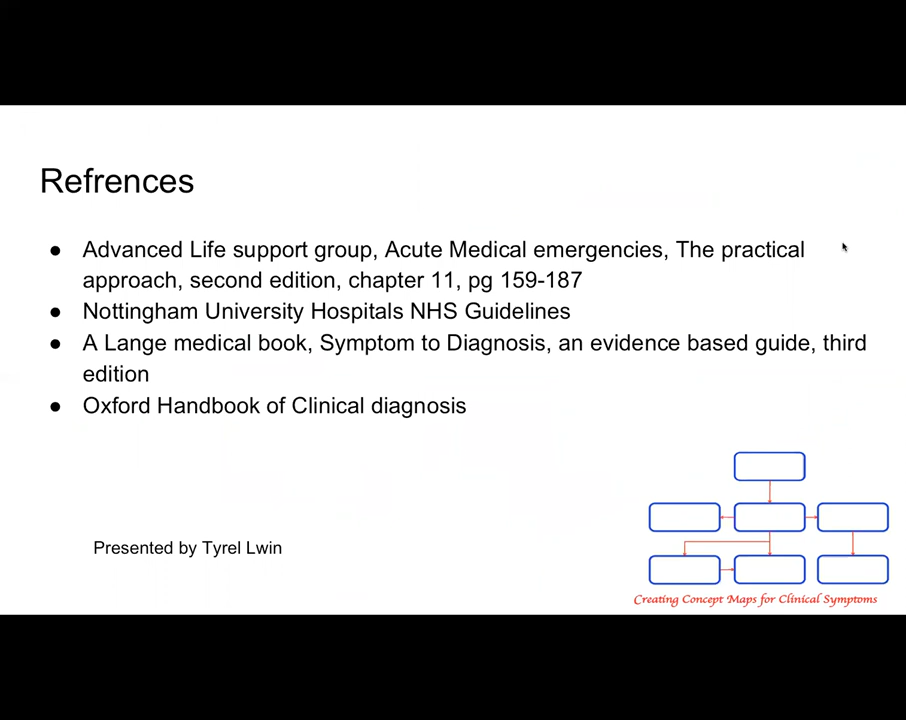 Refrences
● Advanced Life support group, Acute Medical emergencies, The practical
approach, second edition, chapter 11, pg 159-187
● Nottingham University Hospitals NHS Guidelines
● A Lange medical book, Symptom to Diagnosis, an evidence based guide, third
edition
● Oxford Handbook of Clinical diagnosis
Presented by Tyrel Lwin
Creating Concept Maps for Clinical Symptoms